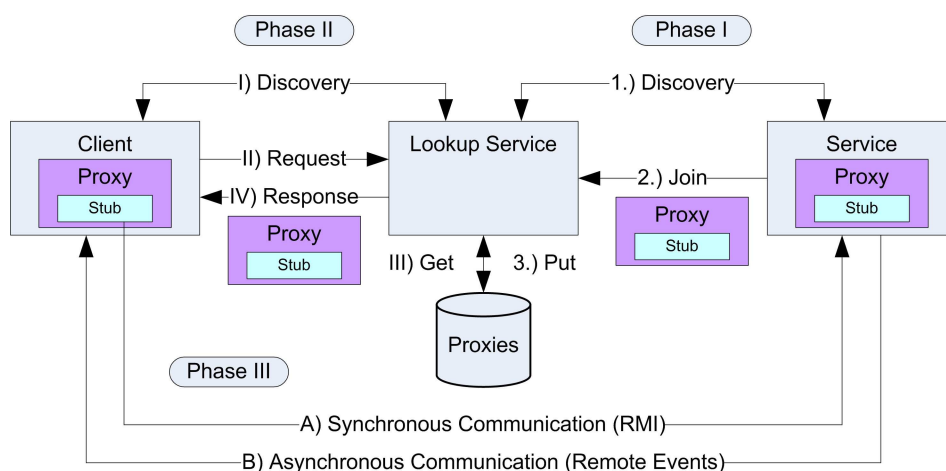 Phase II
Phase I
I) Discovery
1.) Discovery
Client
Proxy
Stub
II) Request
IV) Response
Proxy
Stub
Lookup Service
2.) Join
Proxy
Stub
Service
Proxy
Stub
III) Get
3.) Put
Proxies
Phase III
A) Synchronous Communication (RMI)
B) Asynchronous Communication (Remote Events)